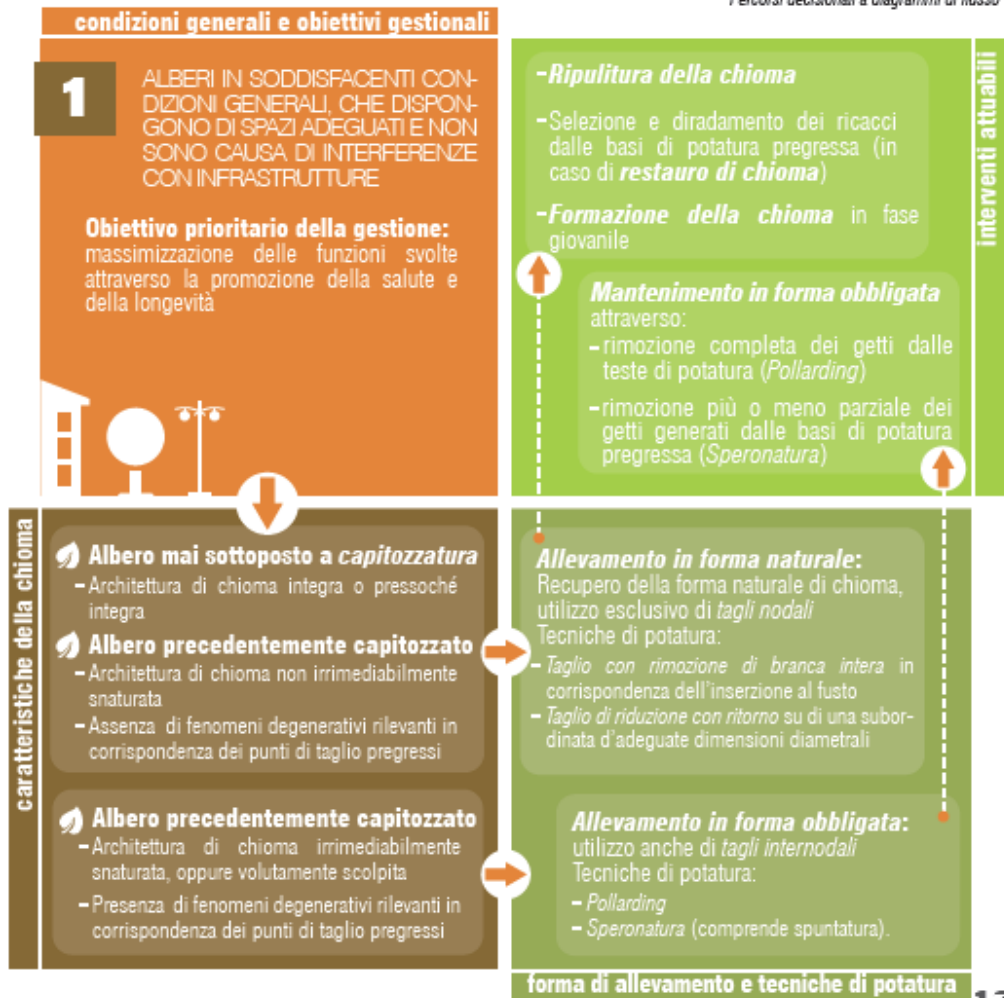 Percorsi decisionali a diagrammi di flusso
condizioni generali e obiettivi gestionali
1
ALBERI IN SODDISFACENTI CON-
DIZIONI GENERALI, CHE DISPON-
GONO DI SPAZI ADEGUATI E NON
SONO CAUSA DI INTERFERENZE
CON INFRASTRUTTURE
Obiettivo prioritario della gestione:
massimizzazione delle funzioni svolte
attraverso la promozione della salute e
della longevità
-Ripulitura della chioma
-Selezione e diradamento dei ricacci
dalle basi di potatura pregressa (in
caso di restauro di chioma)
-Formazione della chioma in fase
giovanile
Mantenimento in forma obbligata
attraverso:
- rimozione completa dei getti dalle
teste di potatura (Pollarding)
-rimozione più o meno parziale dei
getti generati dalle basi di potatura
pregressa (Speronatura)
interventi attuabili
caratteristiche della chioma
Albero mai sottoposto a capitozzatura
- Architettura di chioma integra o pressoché
integra
Albero precedentemente capitozzato
- Architettura di chioma non irrimediabilmente
snaturata
- Assenza di fenomeni degenerativi rilevanti in
corrispondenza dei punti di taglio pregressi
Albero precedentemente capitozzato
- Architettura di chioma irrimediabilmente
snaturata, oppure volutamente scolpita
- Presenza di fenomeni degenerativi rilevanti in
corrispondenza dei punti di taglio pregressi
Allevamento in forma naturale:
Recupero della forma naturale di chioma,
utilizzo esclusivo di tagli nodali
Tecniche di potatura:
- Taglio con rimozione di branca intera in
corrispondenza dell'inserzione al fusto
- Taglio di riduzione con ritorno su di una subor-
dinata d'adeguate dimensioni diametrali
Allevamento in forma obbligata:
utilizzo anche di tagli internodali
Tecniche di potatura:
- Pollarding
- Speronatura (comprende spuntatura).
forma di allevamento e tecniche di potatura